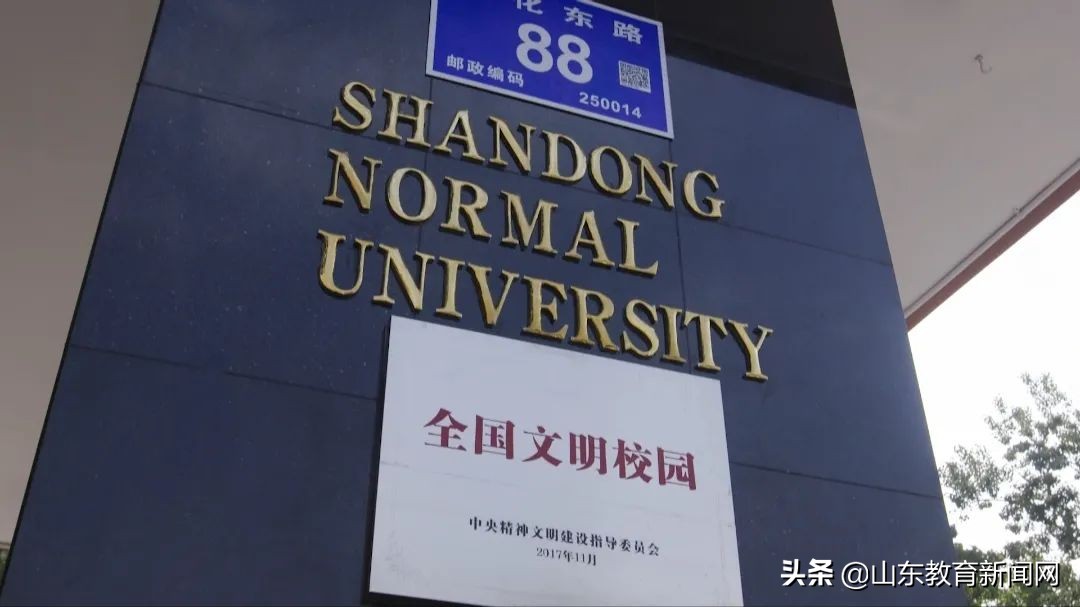 化东路
88
邮政编码
250014
SHANDONG
NORMAL
UNIVERSITY
全国文明校园
中央精神文明建设指导委员会
2017年11月
头条 @山东教育新闻网